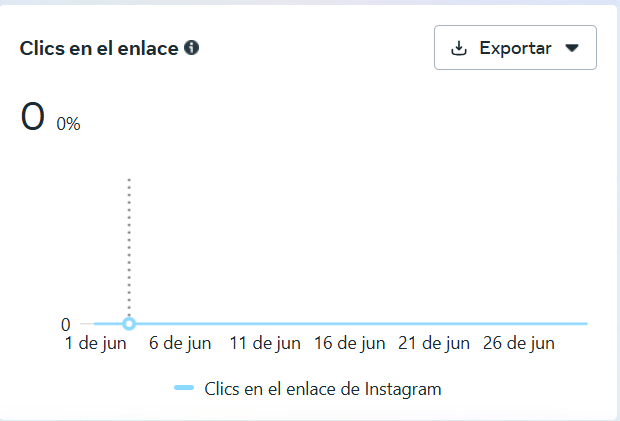 Clics en el enlace
Exportar
0 0%
0
1 de jun 6 de jun 11 de jun 16 de jun 21 de jun 26 de jun
Clics en el enlace de Instagram